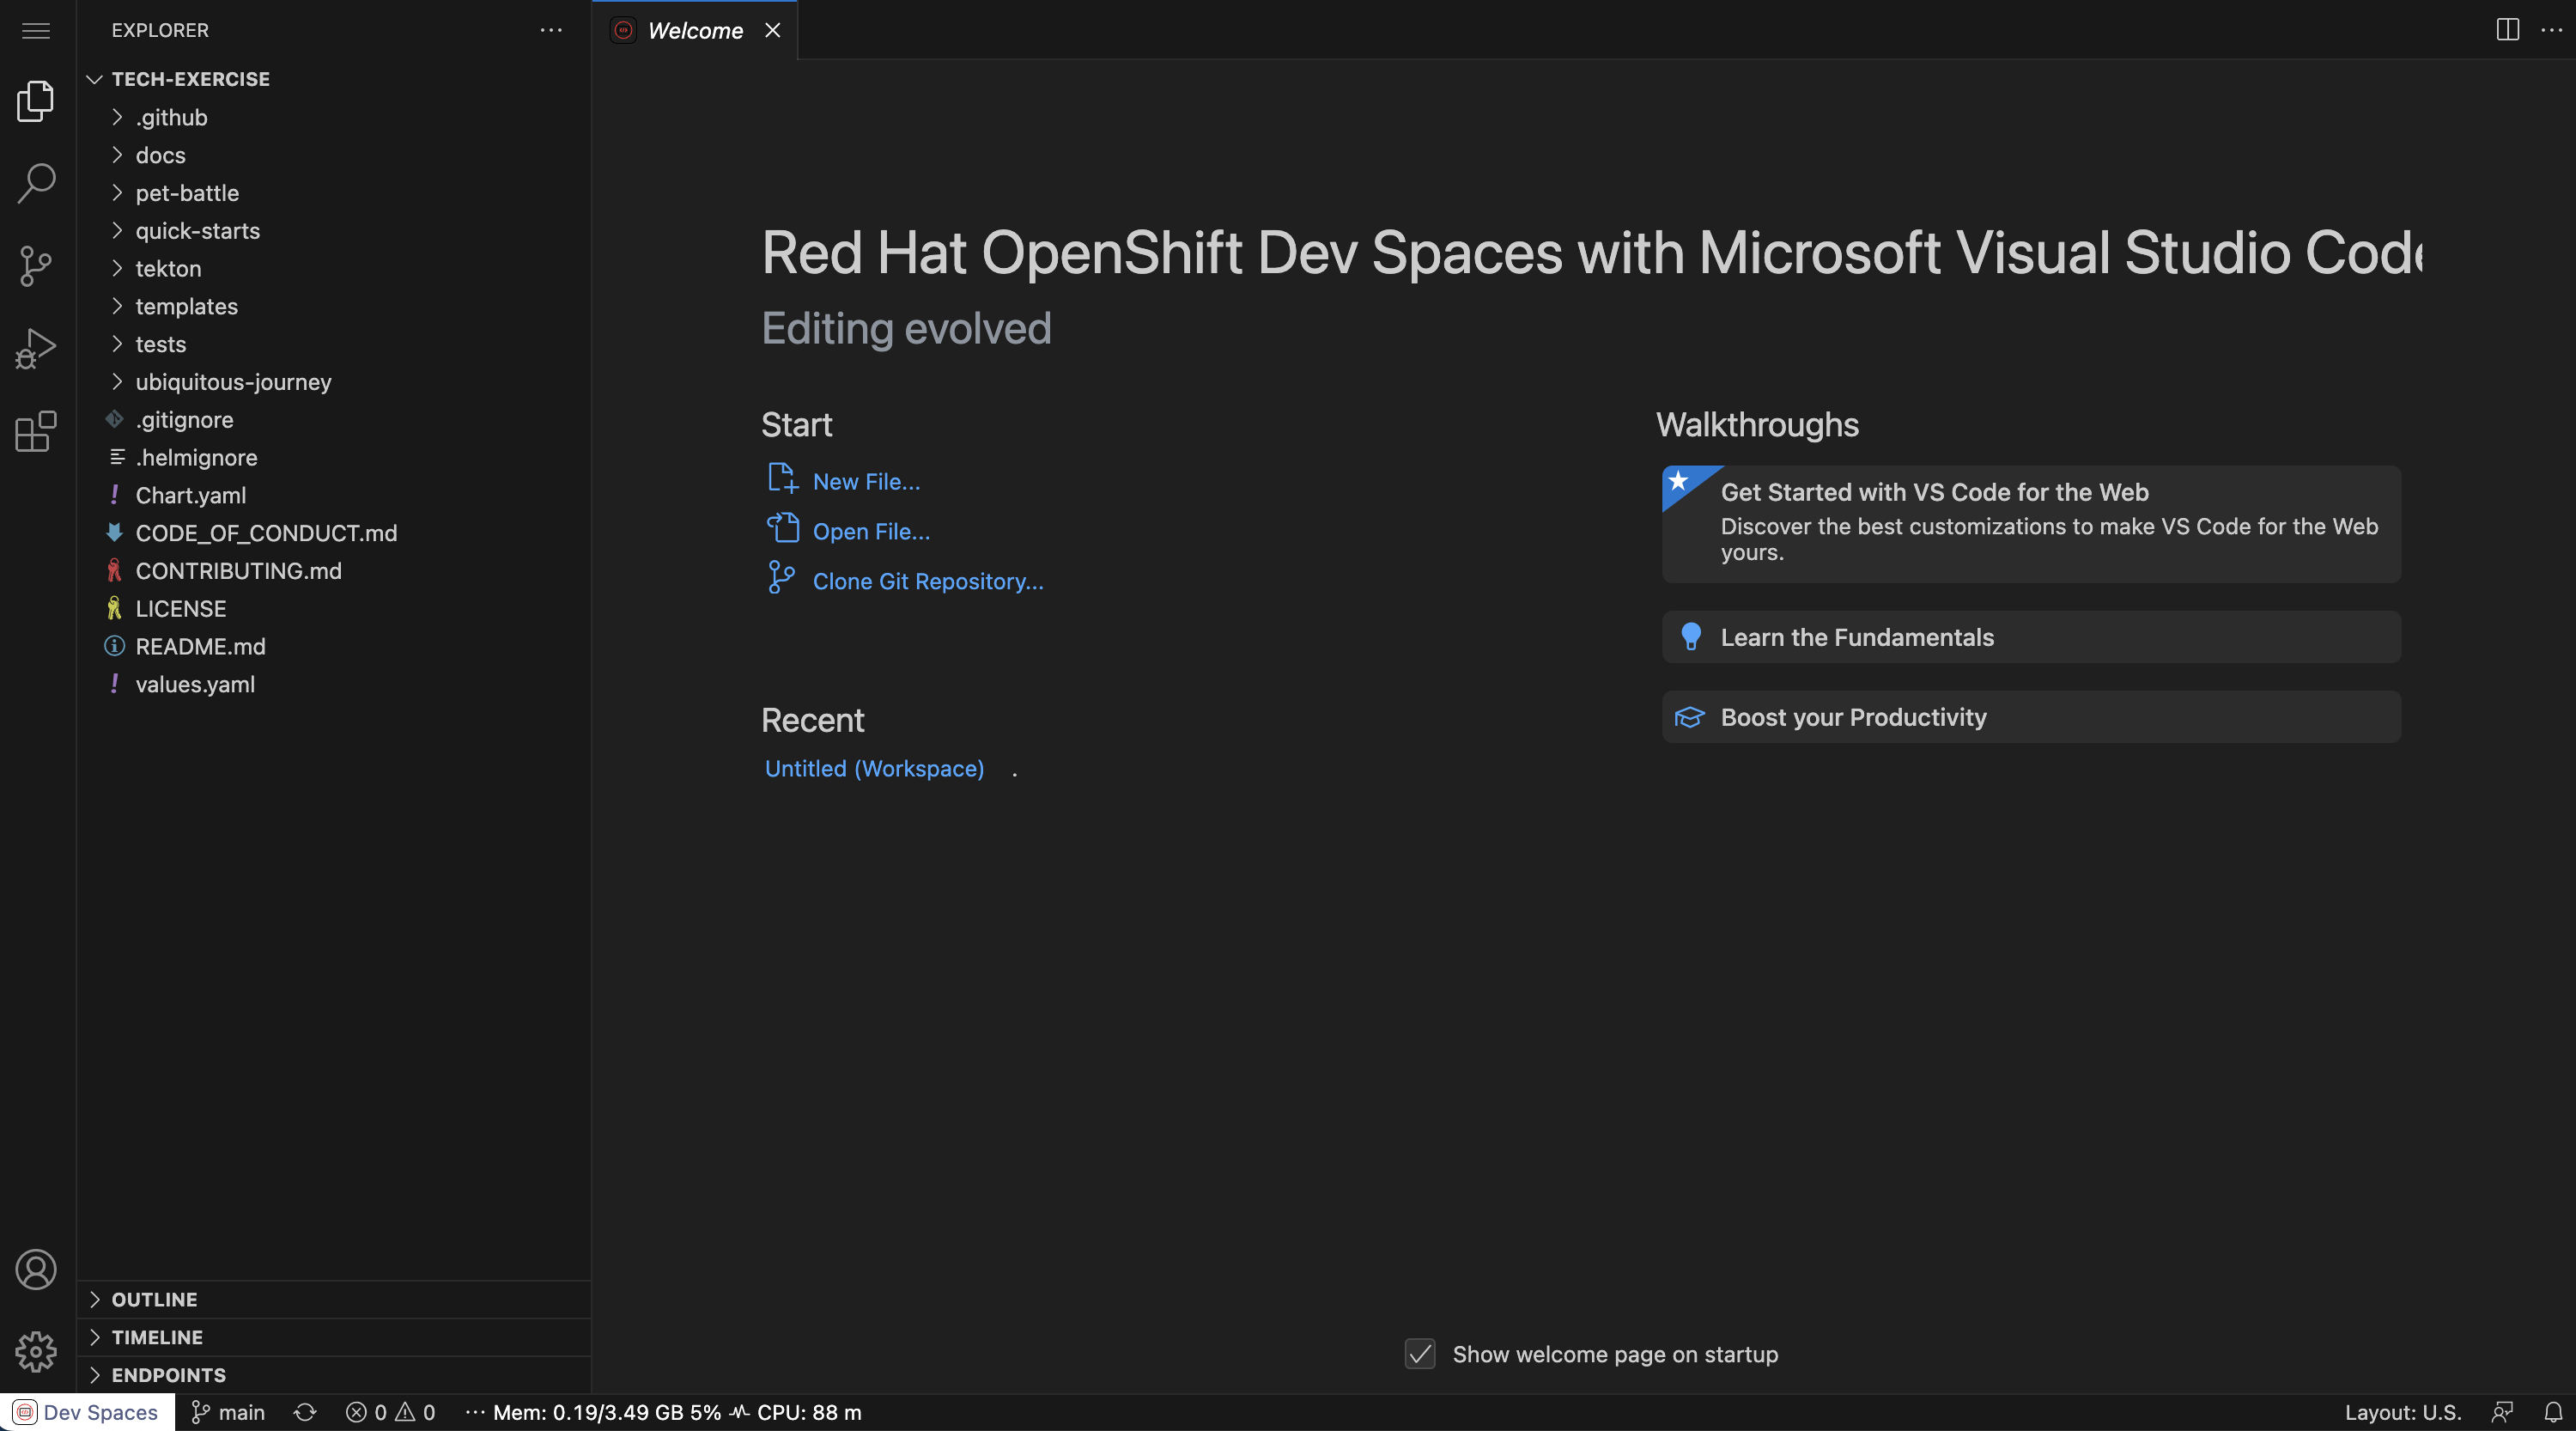 EXPLORER
TECH-EXERCISE
.github
docs
pet-battle
quick-starts
tekton
templates
tests
ubiquitous-journey
.gitignore
.helmignore
Chart.yaml
CODE_OF_CONDUCT.md
CONTRIBUTING.md
LICENSE
README.md
values.yaml
OUTLINE
TIMELINE
ENDPOINTS
Welcome
Red Hat OpenShift Dev Spaces with Microsoft Visual Studio Code
Editing evolved
Start
New File...
Open File...
Clone Git Repository...
Recent
Untitled (Workspace) .
Walkthroughs
Get Started with VS Code for the Web
Discover the best customizations to make VS Code for the Web
yours.
Learn the Fundamentals
Boost your Productivity
Show welcome page on startup
Dev Spaces main 0 0 ··· Mem: 0.19/3.49 GB 5% CPU: 88 m Layout: U.S.